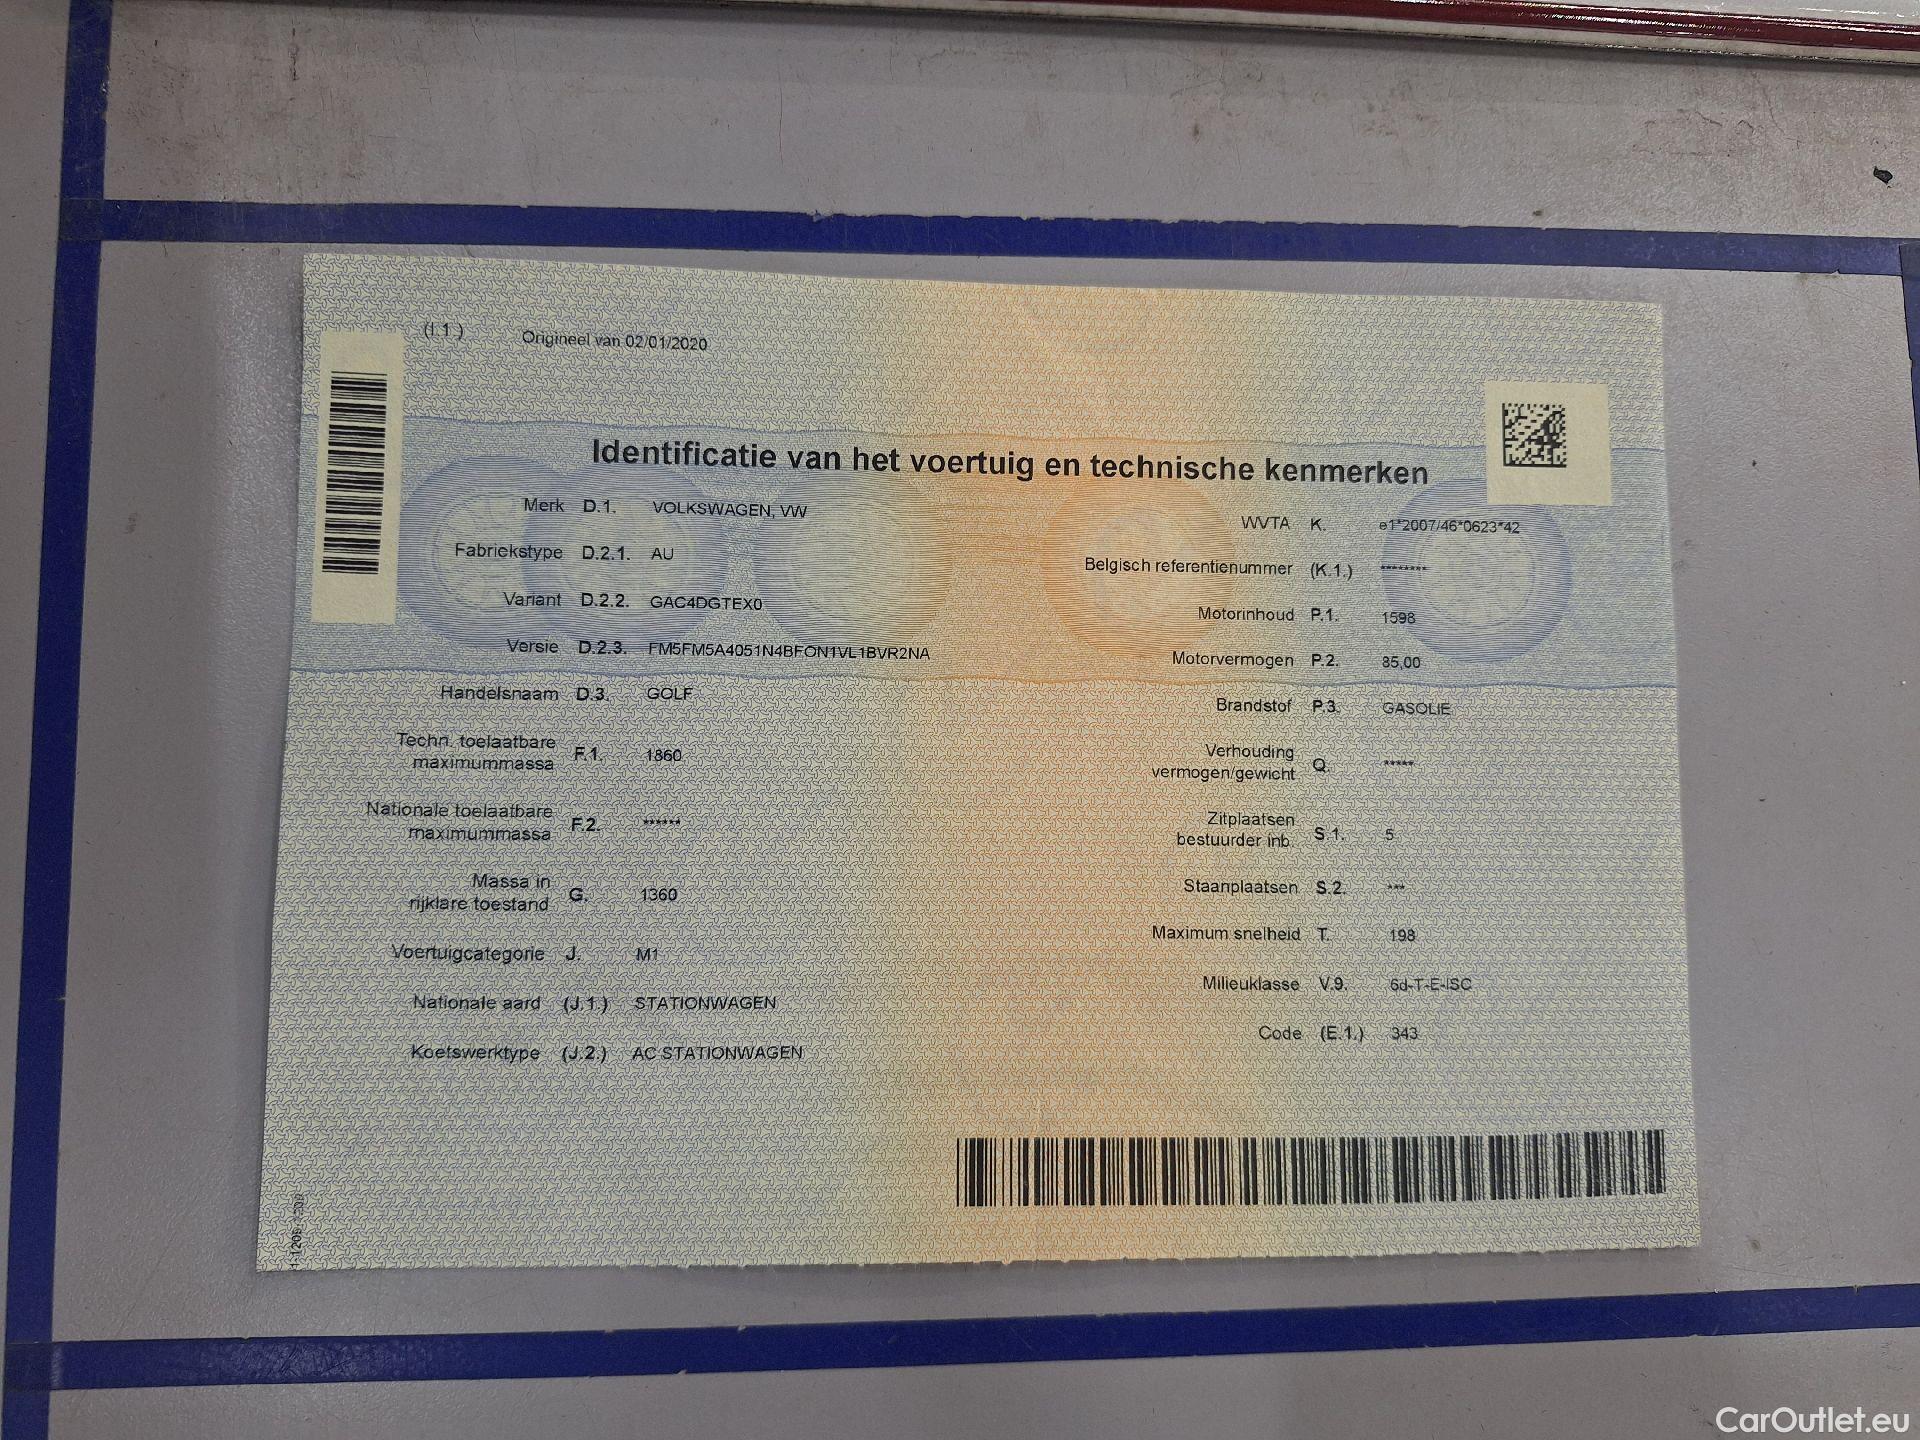 (I.1.) Origineel van 02/01/2020
Identificatie van het voertuig en technische kenmerken
Merk D.1. VOLKSWAGEN, VW
Fabriekstype D.2.1. AU
Variant D.2.2. GAC4DGTEX0
Versie D.2.3. FM5FM5A4051N4BFON1VL1BVR2NA
Handelsnaam D.3. GOLF
Techn. toelaatbare
maximummassa F.1. 1860
Nationale toelaatbare
maximummassa F.2. ******
Massa in
rijklare toestand G. 1360
Voertuigcategorie J. M1
Nationale aard (J.1.) STATIONWAGEN
Koetswerktype (J.2.) AC STATIONWAGEN
WVTA K. e1*2007/46*0623*42
Belgisch referentienummer (K.1.) ********
Motorinhoud P.1. 1598
Motorvermogen P.2. 85,00
Brandstof P.3. GASOLIE
Verhouding
vermogen/gewicht Q. *****
Zitplaatsen
bestuurder inb. S.1. 5
Staanplaatsen S.2. ***
Maximum snelheid T. 198
Milieuklasse V.9. 6d-T-E-ISC
Code (E.1.) 343
CarOutlet.eu